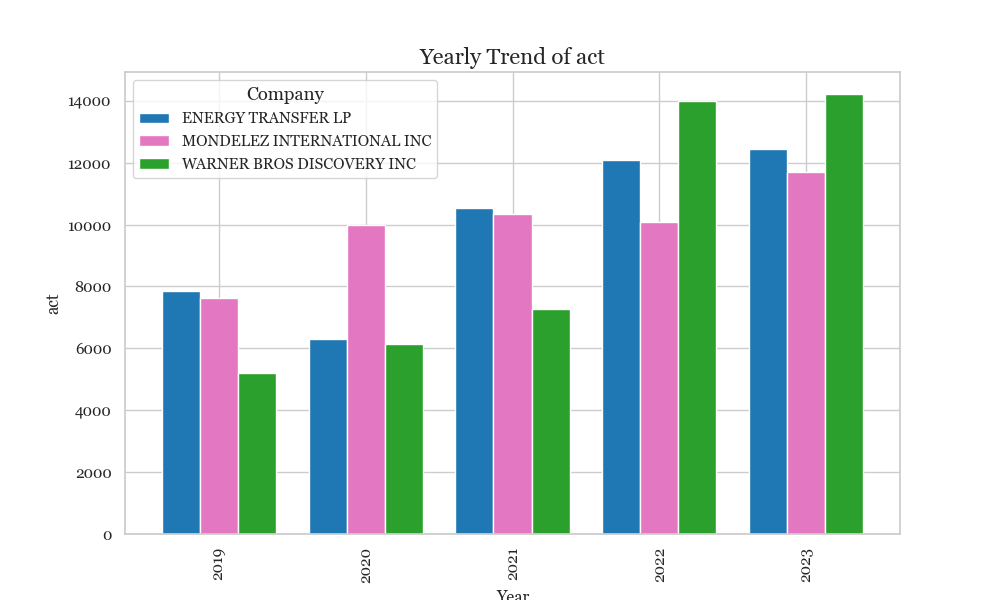 Yearly Trend of act
Company
ENERGY TRANSFER LP
MONDELEZ INTERNATIONAL INC
WARNER BROS DISCOVERY INC
14000
12000
10000
8000
6000
4000
2000
0
act
2019
2020
2021
2022
2023
Year